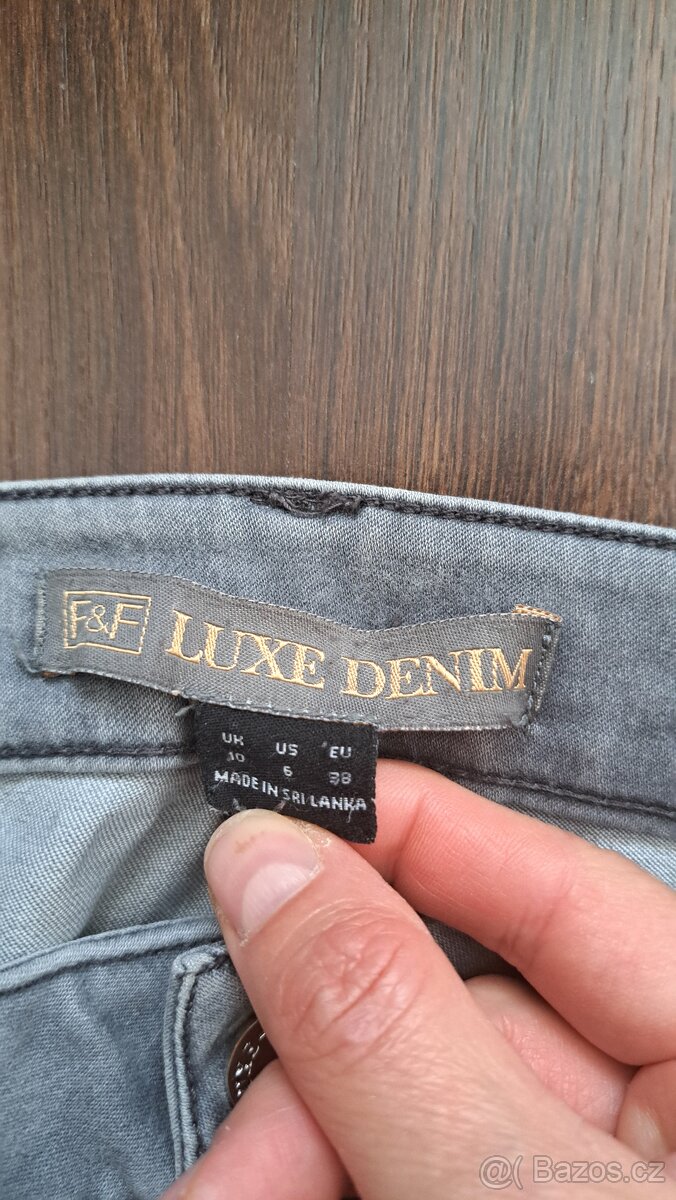 F&F LUXE DENIM
UK US EU
10 6 38
MADE IN SRI LANKA
@( Bazos.cz